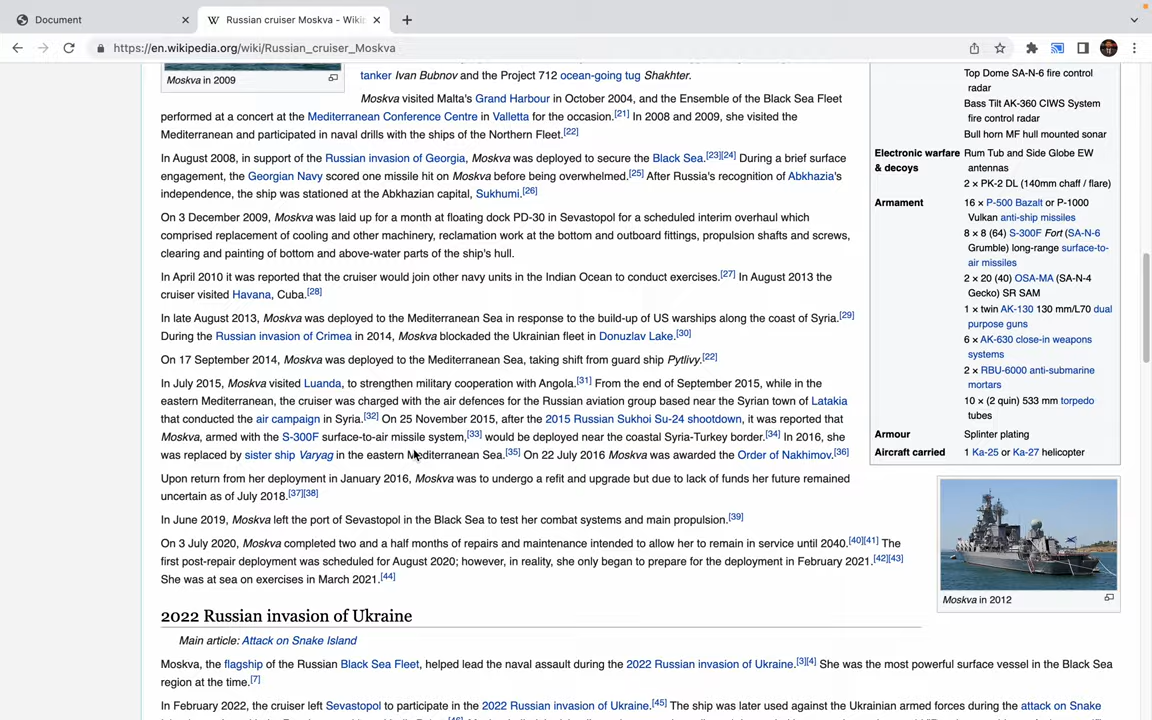 Document
Russian cruiser Moskva - Wiki
https://en.wikipedia.org/wiki/Russian_cruiser_Moskva
Moskva in 2009
tanker Ivan Bubnov and the Project 712 ocean-going tug Shakhter.
Moskva visited Malta's Grand Harbour in October 2004, and the Ensemble of the Black Sea Fleet
performed at a concert at the Mediterranean Conference Centre in Valletta for the occasion.[21] In 2008 and 2009, she visited the
Mediterranean and participated in naval drills with the ships of the Northern Fleet.[22]
In August 2008, in support of the Russian invasion of Georgia, Moskva was deployed to secure the Black Sea.[23][24] During a brief surface
engagement, the Georgian Navy scored one missile hit on Moskva before being overwhelmed.[25] After Russia's recognition of Abkhazia's
independence, the ship was stationed at the Abkhazian capital, Sukhumi.[26]
On 3 December 2009, Moskva was laid up for a month at floating dock PD-30 in Sevastopol for a scheduled interim overhaul which
comprised replacement of cooling and other machinery, reclamation work at the bottom and outboard fittings, propulsion shafts and screws,
clearing and painting of bottom and above-water parts of the ship's hull.
In April 2010 it was reported that the cruiser would join other navy units in the Indian Ocean to conduct exercises.[27] In August 2013 the
cruiser visited Havana, Cuba.[28]
In late August 2013, Moskva was deployed to the Mediterranean Sea in response to the build-up of US warships along the coast of Syria.[29]
During the Russian invasion of Crimea in 2014, Moskva blockaded the Ukrainian fleet in Donuzlav Lake.[30]
On 17 September 2014, Moskva was deployed to the Mediterranean Sea, taking shift from guard ship Pytlivy.[22]
In July 2015, Moskva visited Luanda, to strengthen military cooperation with Angola.[31] From the end of September 2015, while in the
eastern Mediterranean, the cruiser was charged with the air defences for the Russian aviation group based near the Syrian town of Latakia
that conducted the air campaign in Syria.[32] On 25 November 2015, after the 2015 Russian Sukhoi Su-24 shootdown, it was reported that
Moskva, armed with the S-300F surface-to-air missile system,[33] would be deployed near the coastal Syria-Turkey border.[34] In 2016, she
was replaced by sister ship Varyag in the eastern Mediterranean Sea.[35] On 22 July 2016 Moskva was awarded the Order of Nakhimov.[36]
Upon return from her deployment in January 2016, Moskva was to undergo a refit and upgrade but due to lack of funds her future remained
uncertain as of July 2018.[37][38]
In June 2019, Moskva left the port of Sevastopol in the Black Sea to test her combat systems and main propulsion.[39]
On 3 July 2020, Moskva completed two and a half months of repairs and maintenance intended to allow her to remain in service until 2040.[40][41] The
first post-repair deployment was scheduled for August 2020; however, in reality, she only began to prepare for the deployment in February 2021.[42][43]
She was at sea on exercises in March 2021.[44]
2022 Russian invasion of Ukraine
Main article: Attack on Snake Island
Moskva, the flagship of the Russian Black Sea Fleet, helped lead the naval assault during the 2022 Russian invasion of Ukraine.[3][4] She was the most powerful surface vessel in the Black Sea
region at the time.[7]
In February 2022, the cruiser left Sevastopol to participate in the 2022 Russian invasion of Ukraine.[45] The ship was later used against the Ukrainian armed forces during the attack on Snake
Top Dome SA-N-6 fire control
radar
Bass Tilt AK-360 CIWS System
fire control radar
Bull horn MF hull mounted sonar
Electronic warfare Rum Tub and Side Globe EW
& decoys antennas
2 × PK-2 DL (140mm chaff / flare)
Armament 16 × P-500 Bazalt or P-1000
Vulkan anti-ship missiles
8 × 8 (64) S-300F Fort (SA-N-6
Grumble) long-range surface-to-
air missiles
2 × 20 (40) OSA-MA (SA-N-4
Gecko) SR SAM
1 × twin AK-130 130 mm/L70 dual
purpose guns
6 × AK-630 close-in weapons
systems
2 × RBU-6000 anti-submarine
mortars
10 × (2 quin) 533 mm torpedo
tubes
Armour Splinter plating
Aircraft carried 1 Ka-25 or Ka-27 helicopter
Moskva in 2012